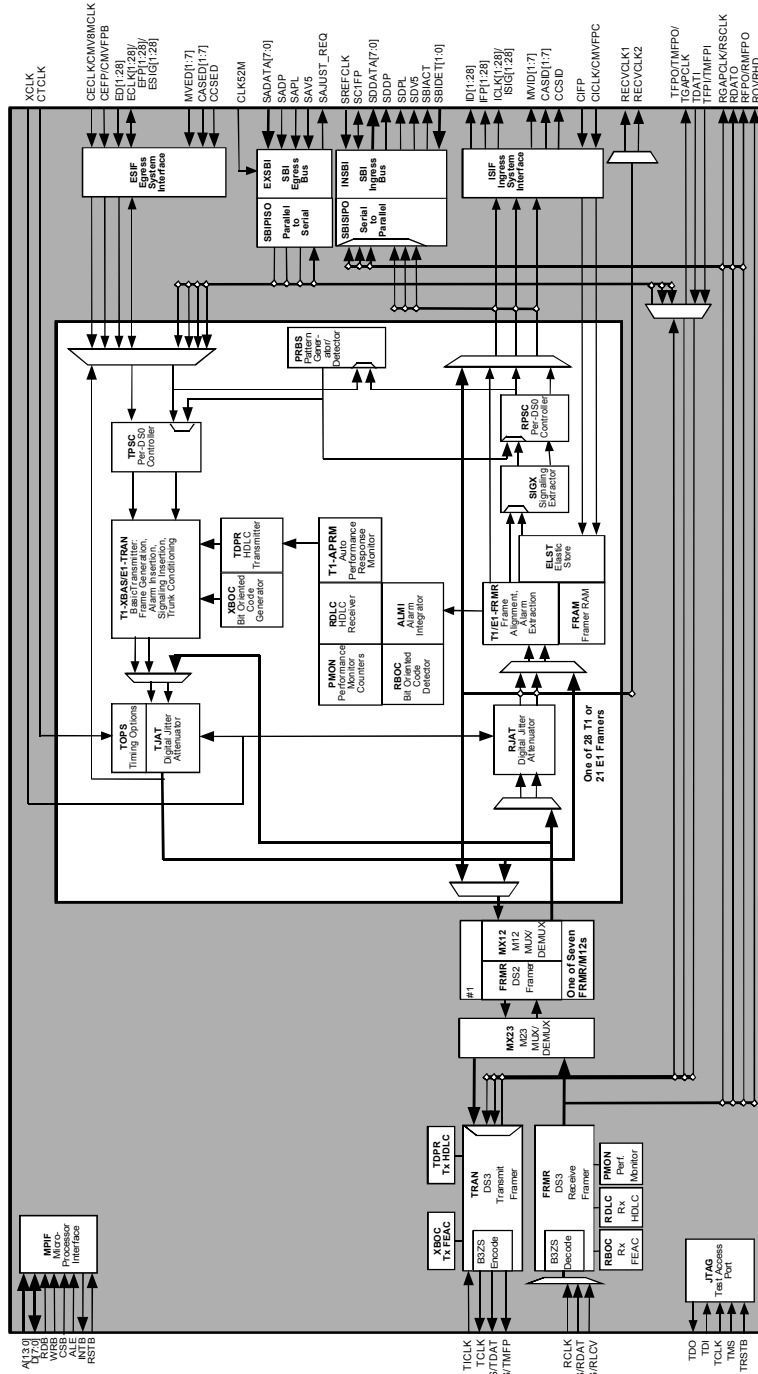 XCLK
CTCLK
CECLK/CMV8MCLK
CEFP/CMVFPB
ED[1:28]
ECLK[1:28]/
EFP[1:28]/
ESIG[1:28]
MVED[1:7]
CASED[1:7]
CCSED
CLK52M
SADATA[7:0]
SADP
SAPL
SAV5
SAJUST_REQ
SREFCLK
SC1FP
SDDATA[7:0]
SDDP
SDPL
SDV5
SBIACT
SBIDET[1:0]
ID[1:28]
IFP[1:28]
ICLK[1:28]/
ISIG[1:28]
MVID[1:7]
CASID[1:7]
CCSID
CIFP
CICLK/CMVFPC
RECVCLK1
RECVCLK2
TFPO/TMFPO/
TGAPCLK
TDATI
TFPI/TMFPI
RGAPCLK/RSCLK
RDATO
RFPO/RMFPO
ROVRHD
ESIF
Egress
System
Interface
EXSBI
SBI
Egress
Bus
SBIPISO
Parallel
to
Serial
INSBI
SBI
Ingress
Bus
SBISIPO
Serial to
Parallel
ISIF
Ingress
System
Interface
PRBS
Pattern
Gener-
ator/
Detector
TPSC
Per-DS0
Controller
RPSC
Per-DS0
Controller
SIGX
Signaling
Extractor
T1-XBAS/E1-TRAN
BasicTransmitter:
Frame Generation,
Alarm Insertion,
Signaling Insertion,
Trunk Conditioning
TDPR
HDLC
Transmitter
XBOC
Bit Oriented
Code
Generator
T1-APRM
Auto
Performance
Response
Monitor
RDLC
HDLC
Receiver
ALMI
Alarm
Integrator
PMON
Performance
Monitor
Counters
RBOC
Bit Oriented
Code
Detector
ELST
Elastic
Store
T1/E1-FRMR
Frame
Alignment,
Alarm
Extraction
FRAM
Framer RAM
TOPS
Timing Options
TJAT
Digital Jitter
Attenuator
RJAT
Digital Jitter
Attenuator
One of 28 T1 or
21 E1 Framers
#1
MX12
M12
MUX/
DEMUX
FRMR
DS2
Framer
One of Seven
FRMR/M12s
MX23
M23
MUX/
DEMUX
TDPR
Tx HDLC
XBOC
Tx FEAC
TRAN
DS3
Transmit
Framer
B3ZS
Encode
FRMR
DS3
Receive
Framer
B3ZS
Decode
PMON
Perf.
Monitor
RDLC
Rx
HDLC
RBOC
Rx
FEAC
MPIF
Micro-
Processor
Interface
JTAG
Test Access
Port
A[13:0]
D[7:0]
RDB
WRB
CSB
ALE
INTB
RSTB
TICLK
TCLK
S/TDAT
S/TMFP
RCLK
S/RDAT
S/RLCV
TDO
TDI
TCLK
TMS
TRSTB